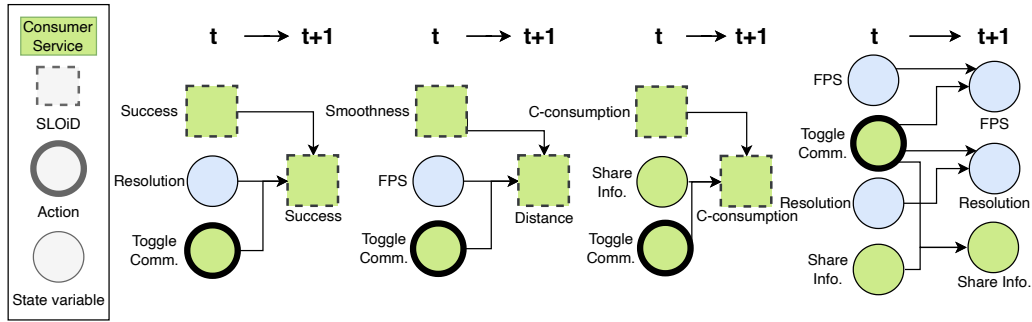 Consumer
Service
SLOiD
Action
State variable
t
t+1
Success
Resolution
Toggle
Comm.
Success
t
t+1
Smoothness
FPS
Toggle
Comm.
Distance
t
t+1
C-consumption
Share
Info.
Toggle
Comm.
C-consumption
t
t+1
FPS
FPS
Toggle
Comm.
Resolution
Resolution
Share
Info.
Share Info.